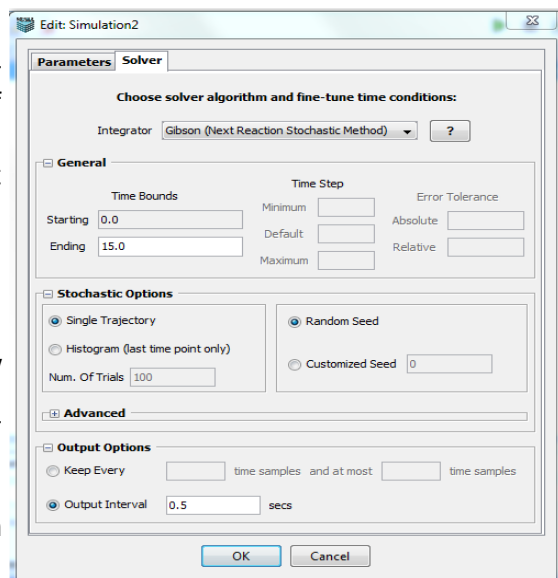 Edit: Simulation2
Parameters Solver
Choose solver algorithm and fine-tune time conditions:
Integrator Gibson (Next Reaction Stochastic Method) ?
General
Time Bounds
Time Step
Error Tolerance
Starting 0.0
Ending 15.0
Minimum
Default
Maximum
Absolute
Relative
Stochastic Options
Single Trajectory
Histogram (last time point only)
Num. Of Trials 100
Random Seed
Customized Seed 0
Advanced
Output Options
Keep Every time samples and at most time samples
Output Interval 0.5 secs
OK Cancel